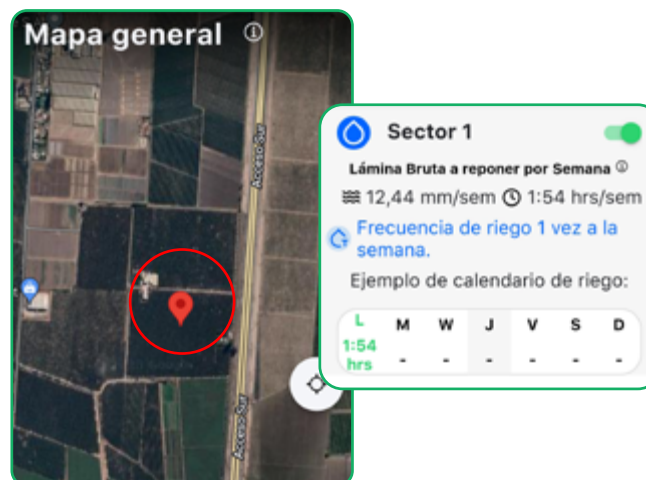 Mapa general
Acceso Sur
Acceso Sur
Sector 1
Lámina Bruta a reponer por Semana
12,44 mm/sem 1:54 hrs/sem
Frecuencia de riego 1 vez a la
semana.
Ejemplo de calendario de riego:
L M W J V S D
1:54
hrs - - - - - -